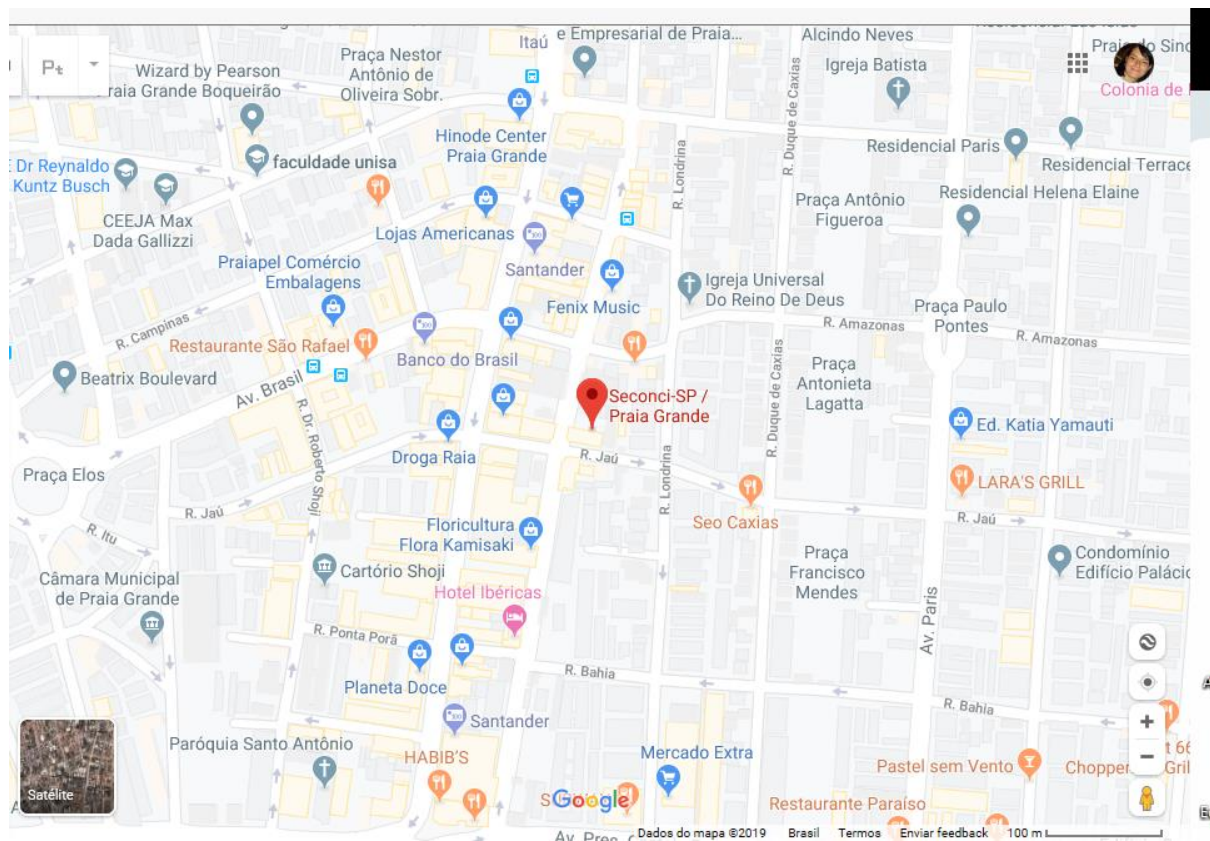 e Empresarial de Praia...
Alcindo Neves
Itaú
Praça Nestor
Antônio de
Oliveira Sobr.
Igreja Batista
Wizard by Pearson
raia Grande Boqueirão
Colonia de
Hinode Center
Praia Grande
R. Duque de Caxias
Residencial Paris
faculdade unisa
Dr Reynaldo
Kuntz Busch
Residencial Terrace
R. Londrina
Residencial Helena Elaine
Praça Antônio
Figueroa
CEEJA Max
Dada Gallizzi
Lojas Americanas
Praiapel Comércio
Embalagens
Santander
Igreja Universal
Do Reino De Deus
Fenix Music
Praça Paulo
Pontes
R. Campinas
R. Amazonas
R. Amazonas
Restaurante São Rafael
Banco do Brasil
Beatrix Boulevard
Av. Brasil
Praça
Antonieta
Lagatta
Seconci-SP /
Praia Grande
R. Dr. Roberto Shoji
R. Duque de Caxias
Ed. Katia Yamauti
Droga Raia
R. Jaú
R. Londrina
Praça Elos
LARA'S GRILL
R. Jaú
R. Jaú
Seo Caxias
R. Itu
Floricultura
Flora Kamisaki
Praça
Francisco
Mendes
Condomínio
Edifício Palácio
Câmara Municipal
de Praia Grande
Cartório Shoji
Hotel Ibéricas
R. Ponta Porã
Av. Paris
R. Bahia
Planeta Doce
R. Bahia
Santander
Paróquia Santo Antônio
HABIB'S
Mercado Extra
Pastel sem Vento
Chopper
Satélite
Google
Restaurante Paraíso
Dados do mapa ©2019 Brasil Termos Enviar feedback 100 m